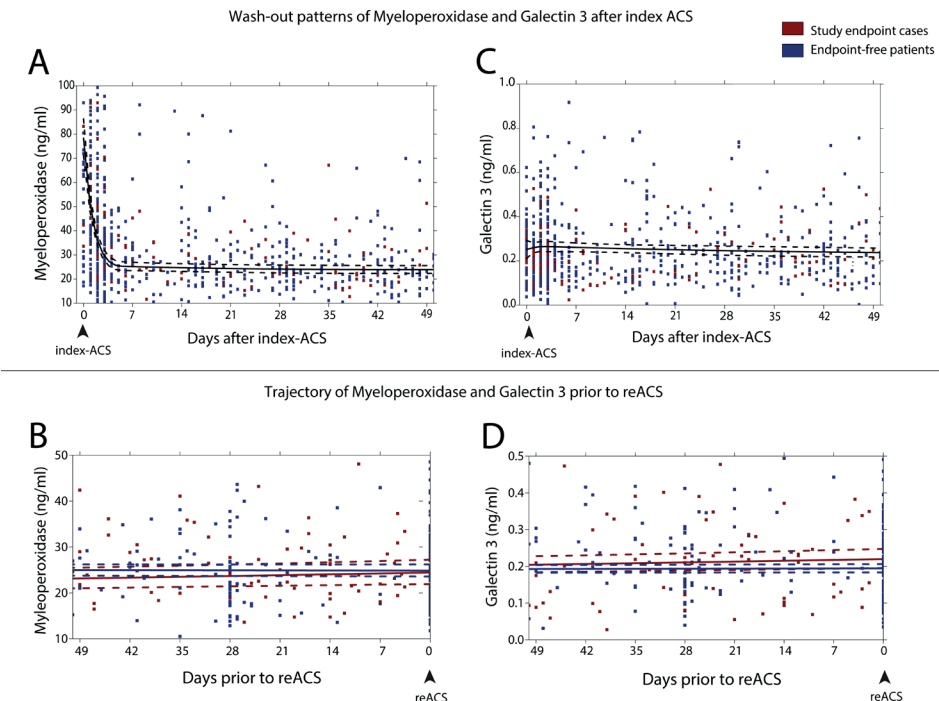 Wash-out patterns of Myeloperoxidase and Galectin 3 after index ACS
Study endpoint cases
Endpoint-free patients
A
Myeloperoxidase (ng/ml)
100
90
80
70
60
50
40
30
20
10
0 7 14 21 28 35 42 49
Days after index-ACS
index-ACS
C
Galectin 3 (ng/ml)
1.0
0.8
0.6
0.4
0.2
0.0
0 7 14 21 28 35 42 49
Days after index-ACS
index-ACS
Trajectory of Myeloperoxidase and Galectin 3 prior to reACS
B
Myleoperoxidase (ng/ml)
50
40
30
20
10
49 42 35 28 21 14 7 0
Days prior to reACS
reACS
D
Galectin 3 (ng/ml)
0.5
0.4
0.3
0.2
0.1
0.0
49 42 35 28 21 14 7 0
Days prior to reACS
reACS